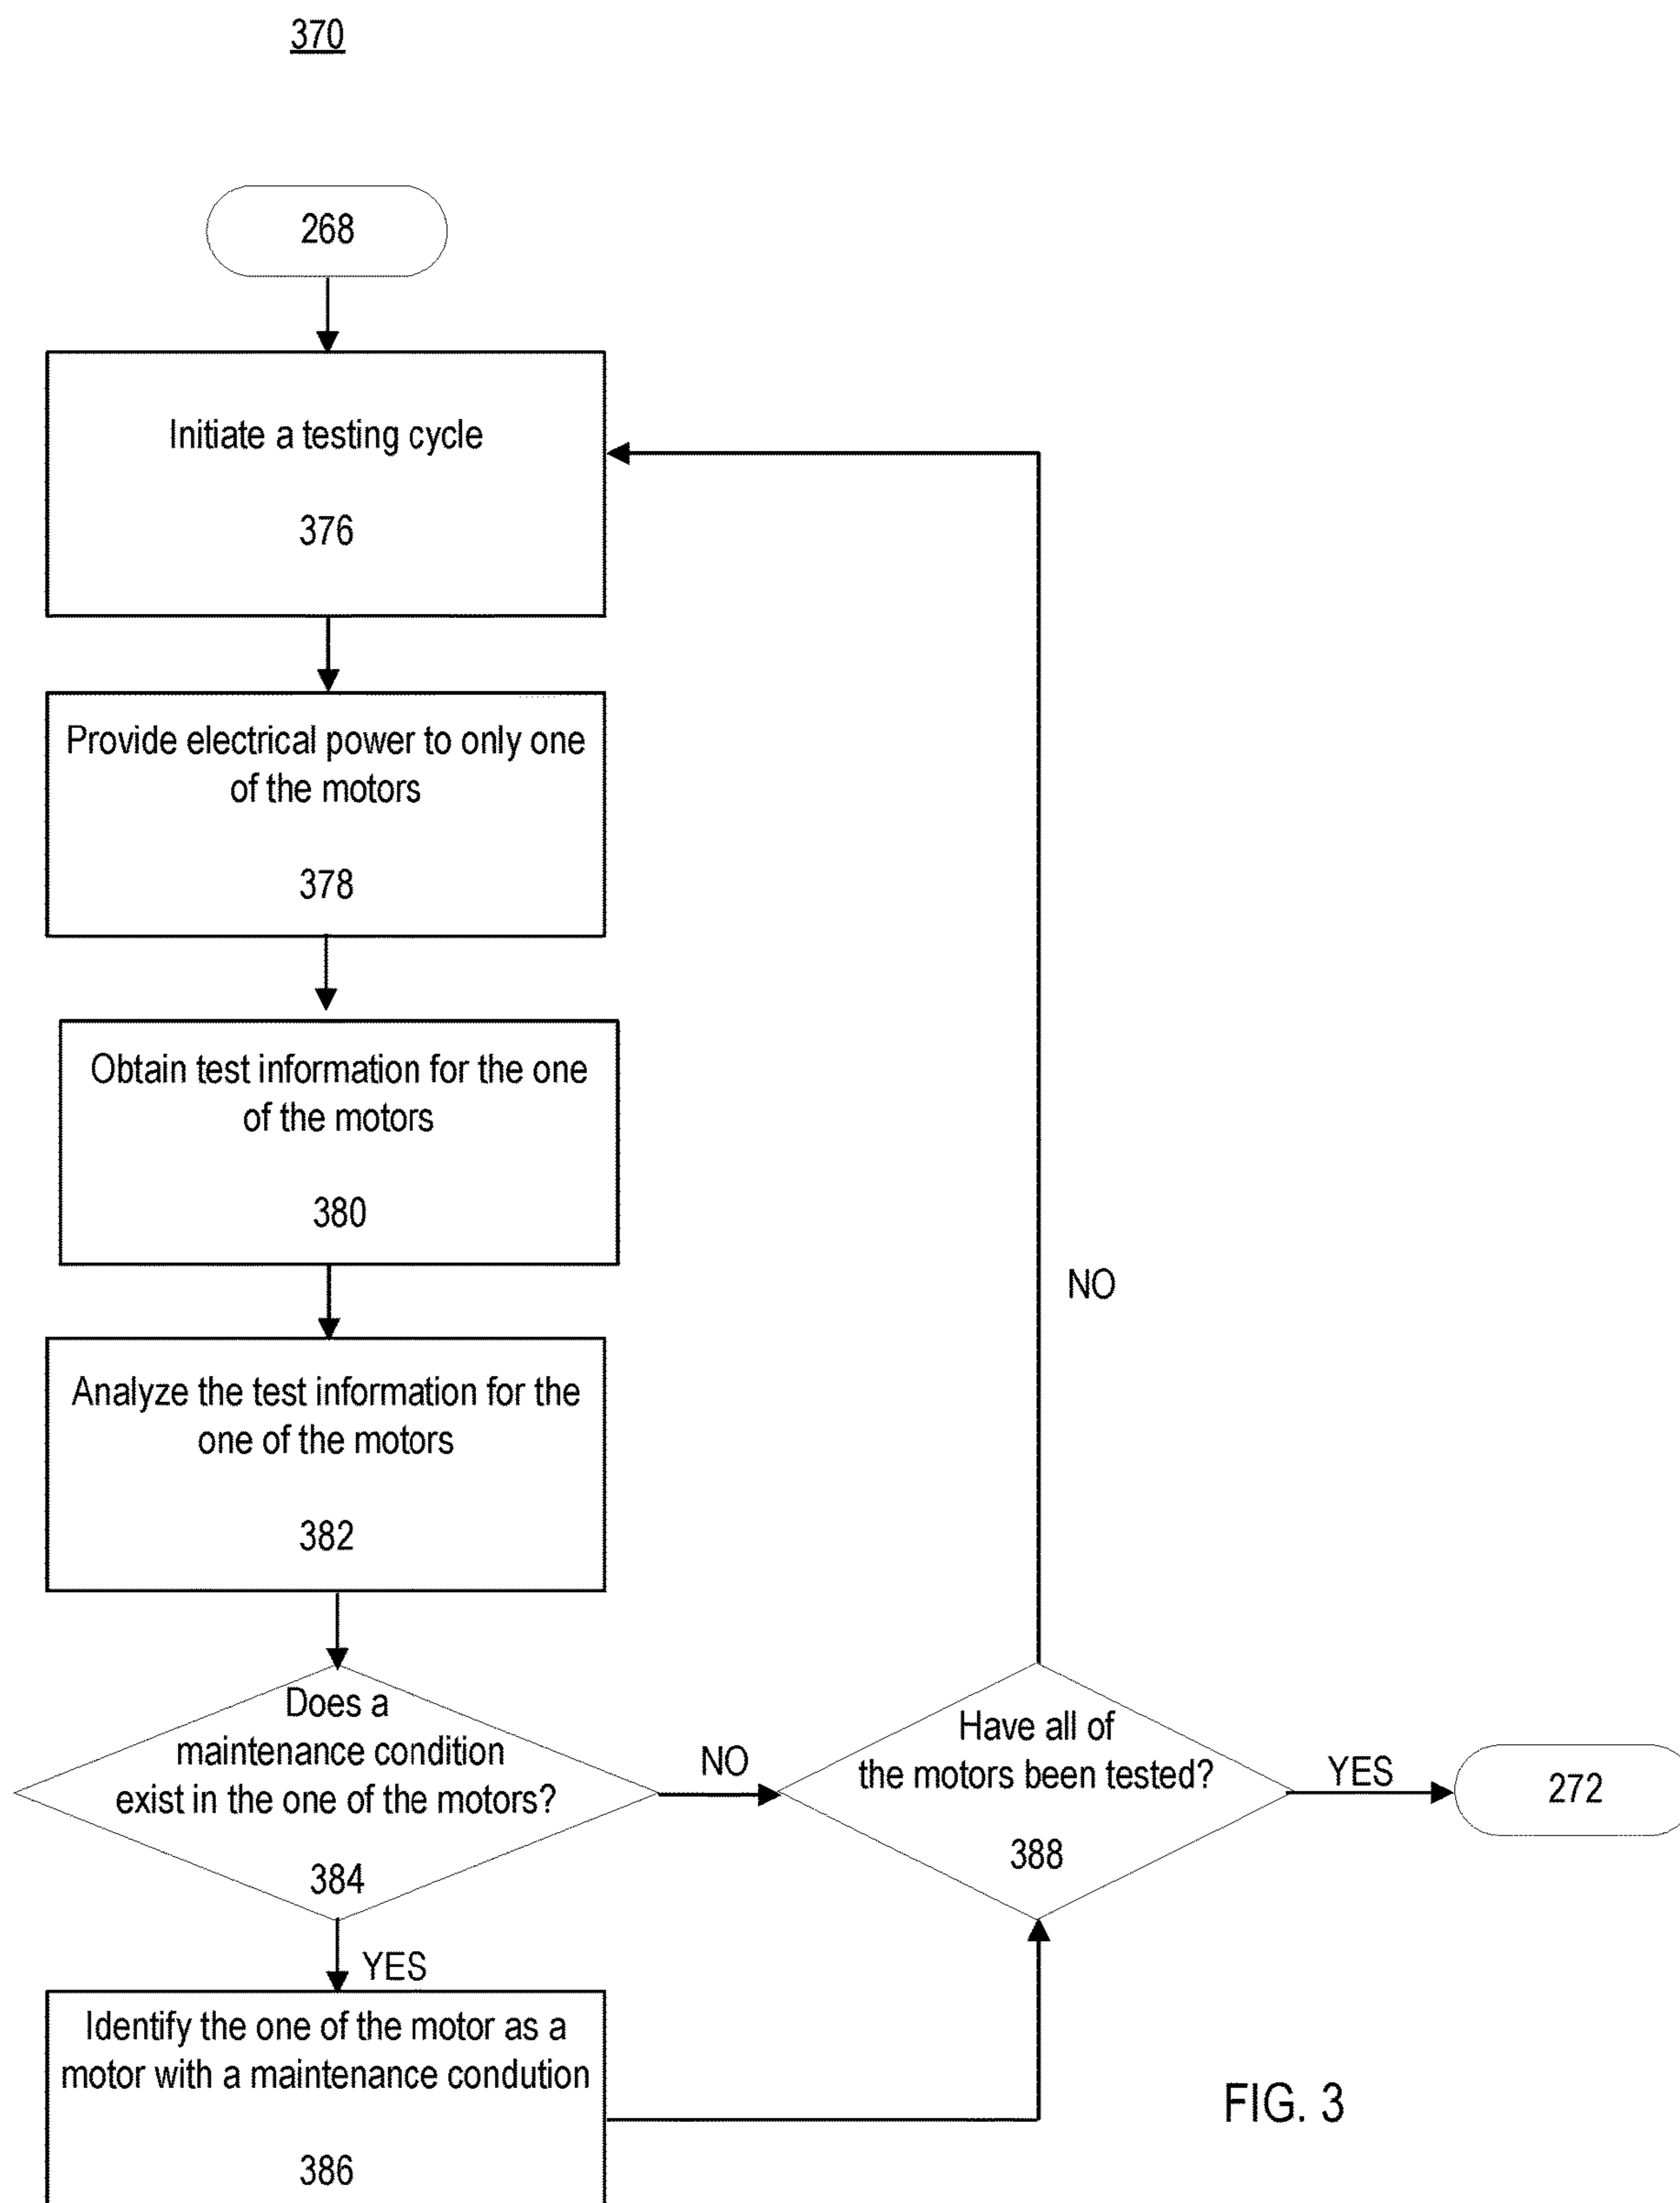 370
268
Initiate a testing cycle
376
Provide electrical power to only one
of the motors
378
Obtain test information for the one
of the motors
380
Analyze the test information for the
one of the motors
382
Does a
maintenance condition
exist in the one of the motors?
384
NO
YES
Identify the one of the motor as a
motor with a maintenance condution
386
Have all of
the motors been tested?
388
NO
YES
272
FIG. 3